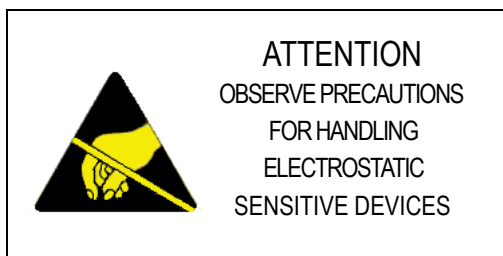 ATTENTION
OBSERVE PRECAUTIONS
FOR HANDLING
ELECTROSTATIC
SENSITIVE DEVICES